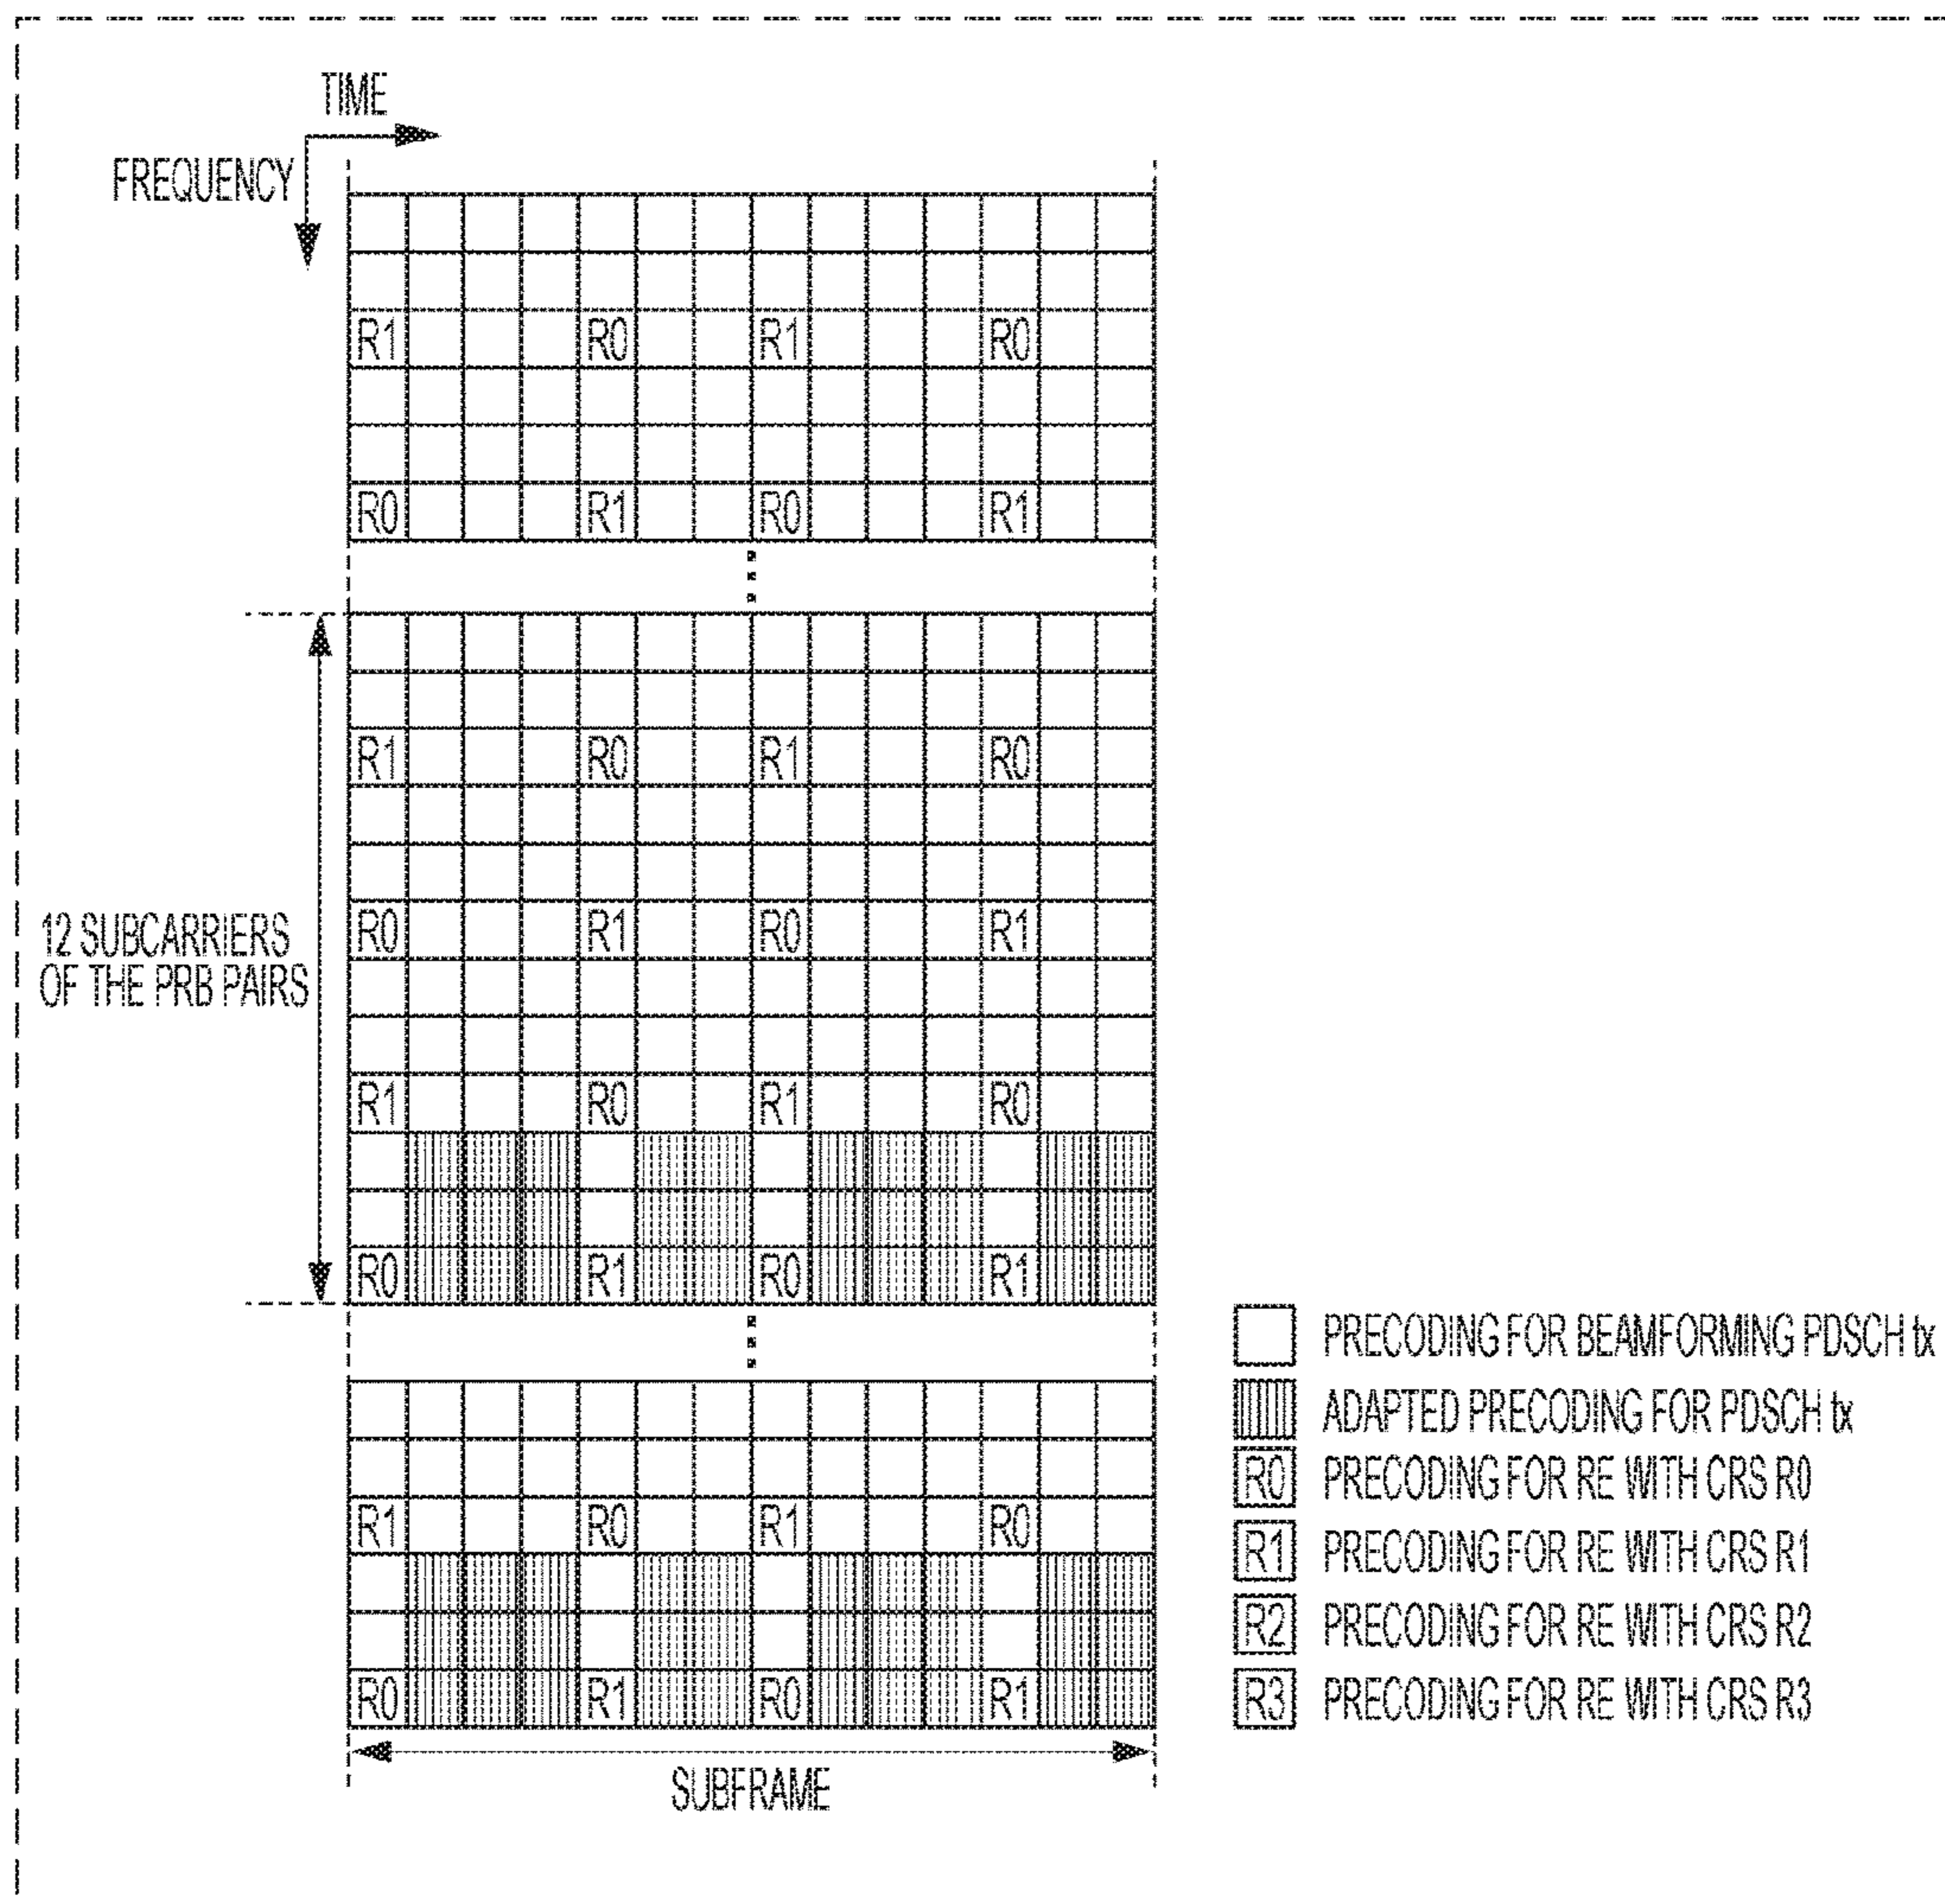 TIME
FREQUENCY
R1 R0 R1 R0
R0 R1 R0 R1
R1 R0 R1 R0
12 SUBCARRIERS
OF THE PRB PAIRS
R0 R1 R0 R1
R1 R0 R1 R0
R0 R1 R0 R1
R1 R0 R1 R0
R0 R1 R0 R1
SUBFRAME
PRECODING FOR BEAMFORMING PDSCH tx
ADAPTED PRECODING FOR PDSCH tx
R0 PRECODING FOR RE WITH CRS R0
R1 PRECODING FOR RE WITH CRS R1
R2 PRECODING FOR RE WITH CRS R2
R3 PRECODING FOR RE WITH CRS R3